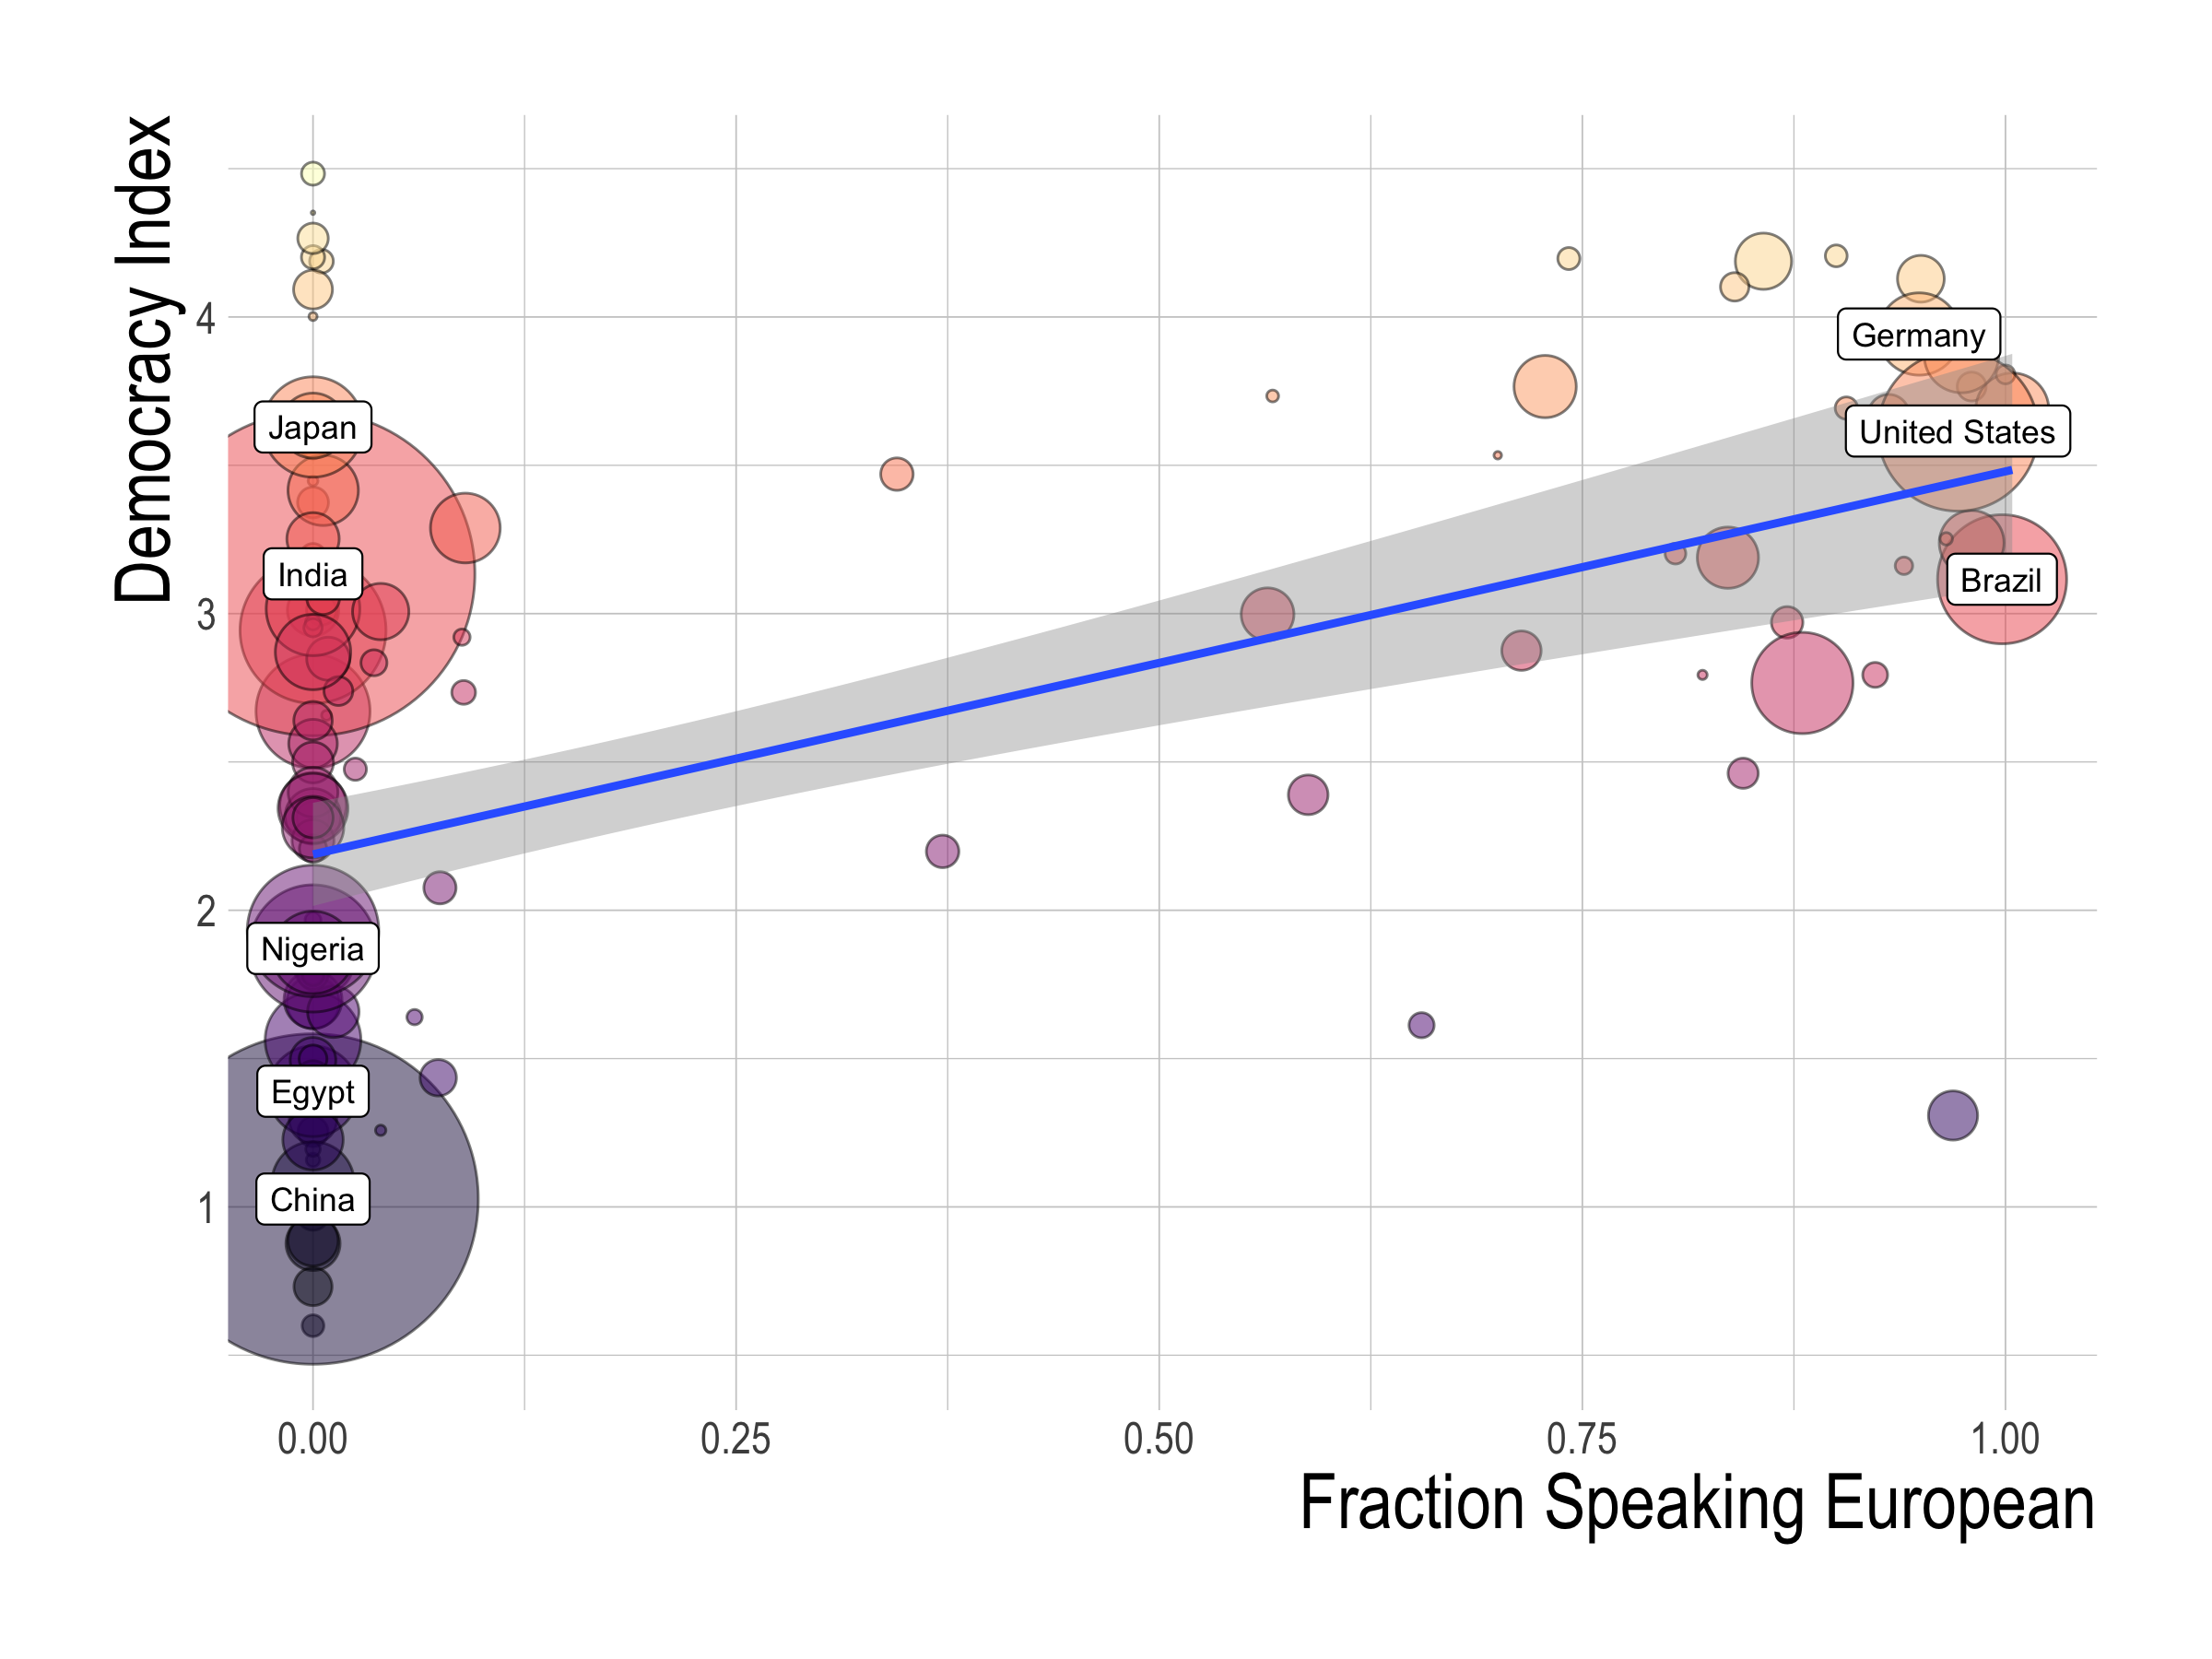 Democracy Index
4
3
2
1
Germany
Japan
United States
India
Brazil
Nigeria
Egypt
China
0.00
0.25
0.50
0.75
1.00
Fraction Speaking European